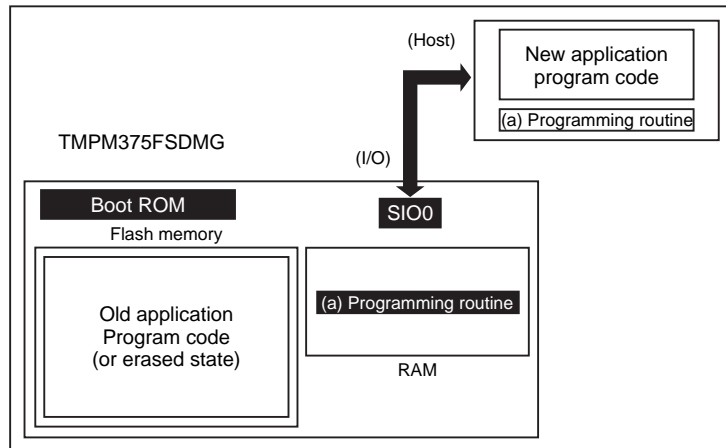 (Host)
New application
program code
(a) Programming routine
TMPM375FSDMG
(I/O)
Boot ROM
SIO0
Flash memory
Old application
Program code
(or erased state)
(a) Programming routine
RAM